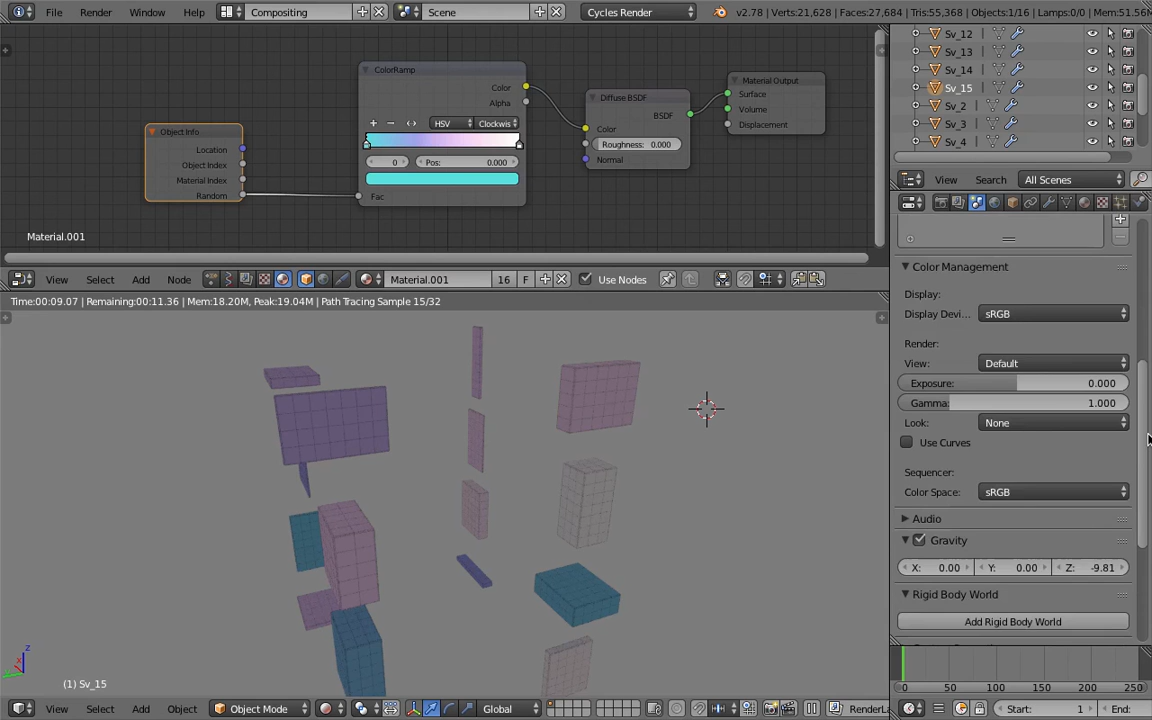 File Render Window Help Compositing Scene Cycles Render v2.78 | Verts:21,628 | Faces:27,684 | Tris:55,368 | Objects:1/16 | Lamps:0/0 | Mem:51.56M
Object Info
Location
Object Index
Material Index
Random
ColorRamp
Color
Alpha
HSV Clockwis
0 Pos: 0.000
Fac
Diffuse BSDF
BSDF
Color
Roughness: 0.000
Normal
Material Output
Surface
Volume
Displacement
Material.001
View Select Add Node Material.001 16 F Use Nodes
Time:00:09.07 | Remaining:00:11.36 | Mem:18.20M, Peak:19.04M | Path Tracing Sample 15/32
(1) Sv_15
View Select Add Object Object Mode Global RenderLa
Sv_12
Sv_13
Sv_14
Sv_15
Sv_2
Sv_3
Sv_4
View Search All Scenes
Color Management
Display:
Display Devi... sRGB
Render:
View: Default
Exposure: 0.000
Gamma: 1.000
Look: None
Use Curves
Sequencer:
Color Space: sRGB
Audio
Gravity
X: 0.00 Y: 0.00 Z: -9.81
Rigid Body World
Add Rigid Body World
0 50 100 150 200 250
Start: 1 End: